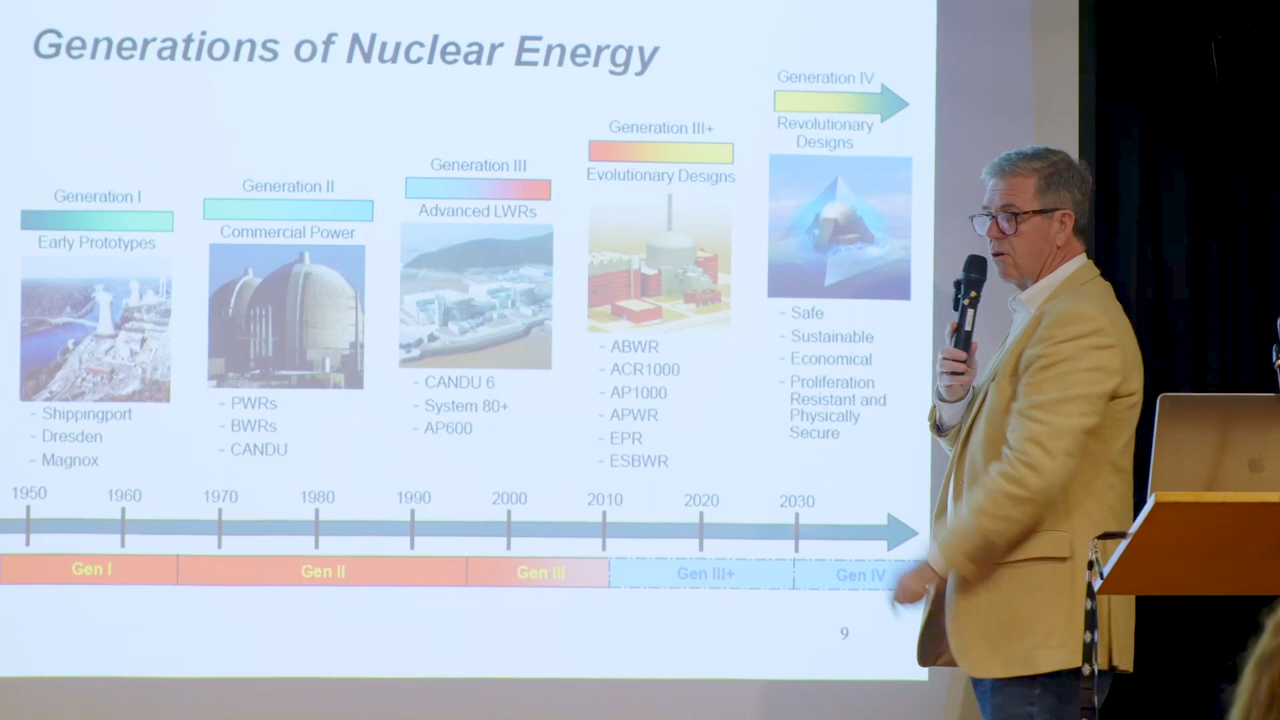 Generations of Nuclear Energy
Generation I
Early Prototypes
- Shippingport
- Dresden
- Magnox
Generation II
Commercial Power
- PWRs
- BWRs
- CANDU
Generation III
Advanced LWRs
- CANDU 6
- System 80+
- AP600
Generation III+
Evolutionary Designs
- ABWR
- ACR1000
- AP1000
- APWR
- EPR
- ESBWR
Generation IV
Revolutionary
Designs
- Safe
- Sustainable
- Economical
- Proliferation
Resistant and
Physically
Secure
1950 1960 1970 1980 1990 2000 2010 2020 2030
Gen I Gen II Gen III Gen III+ Gen IV
9